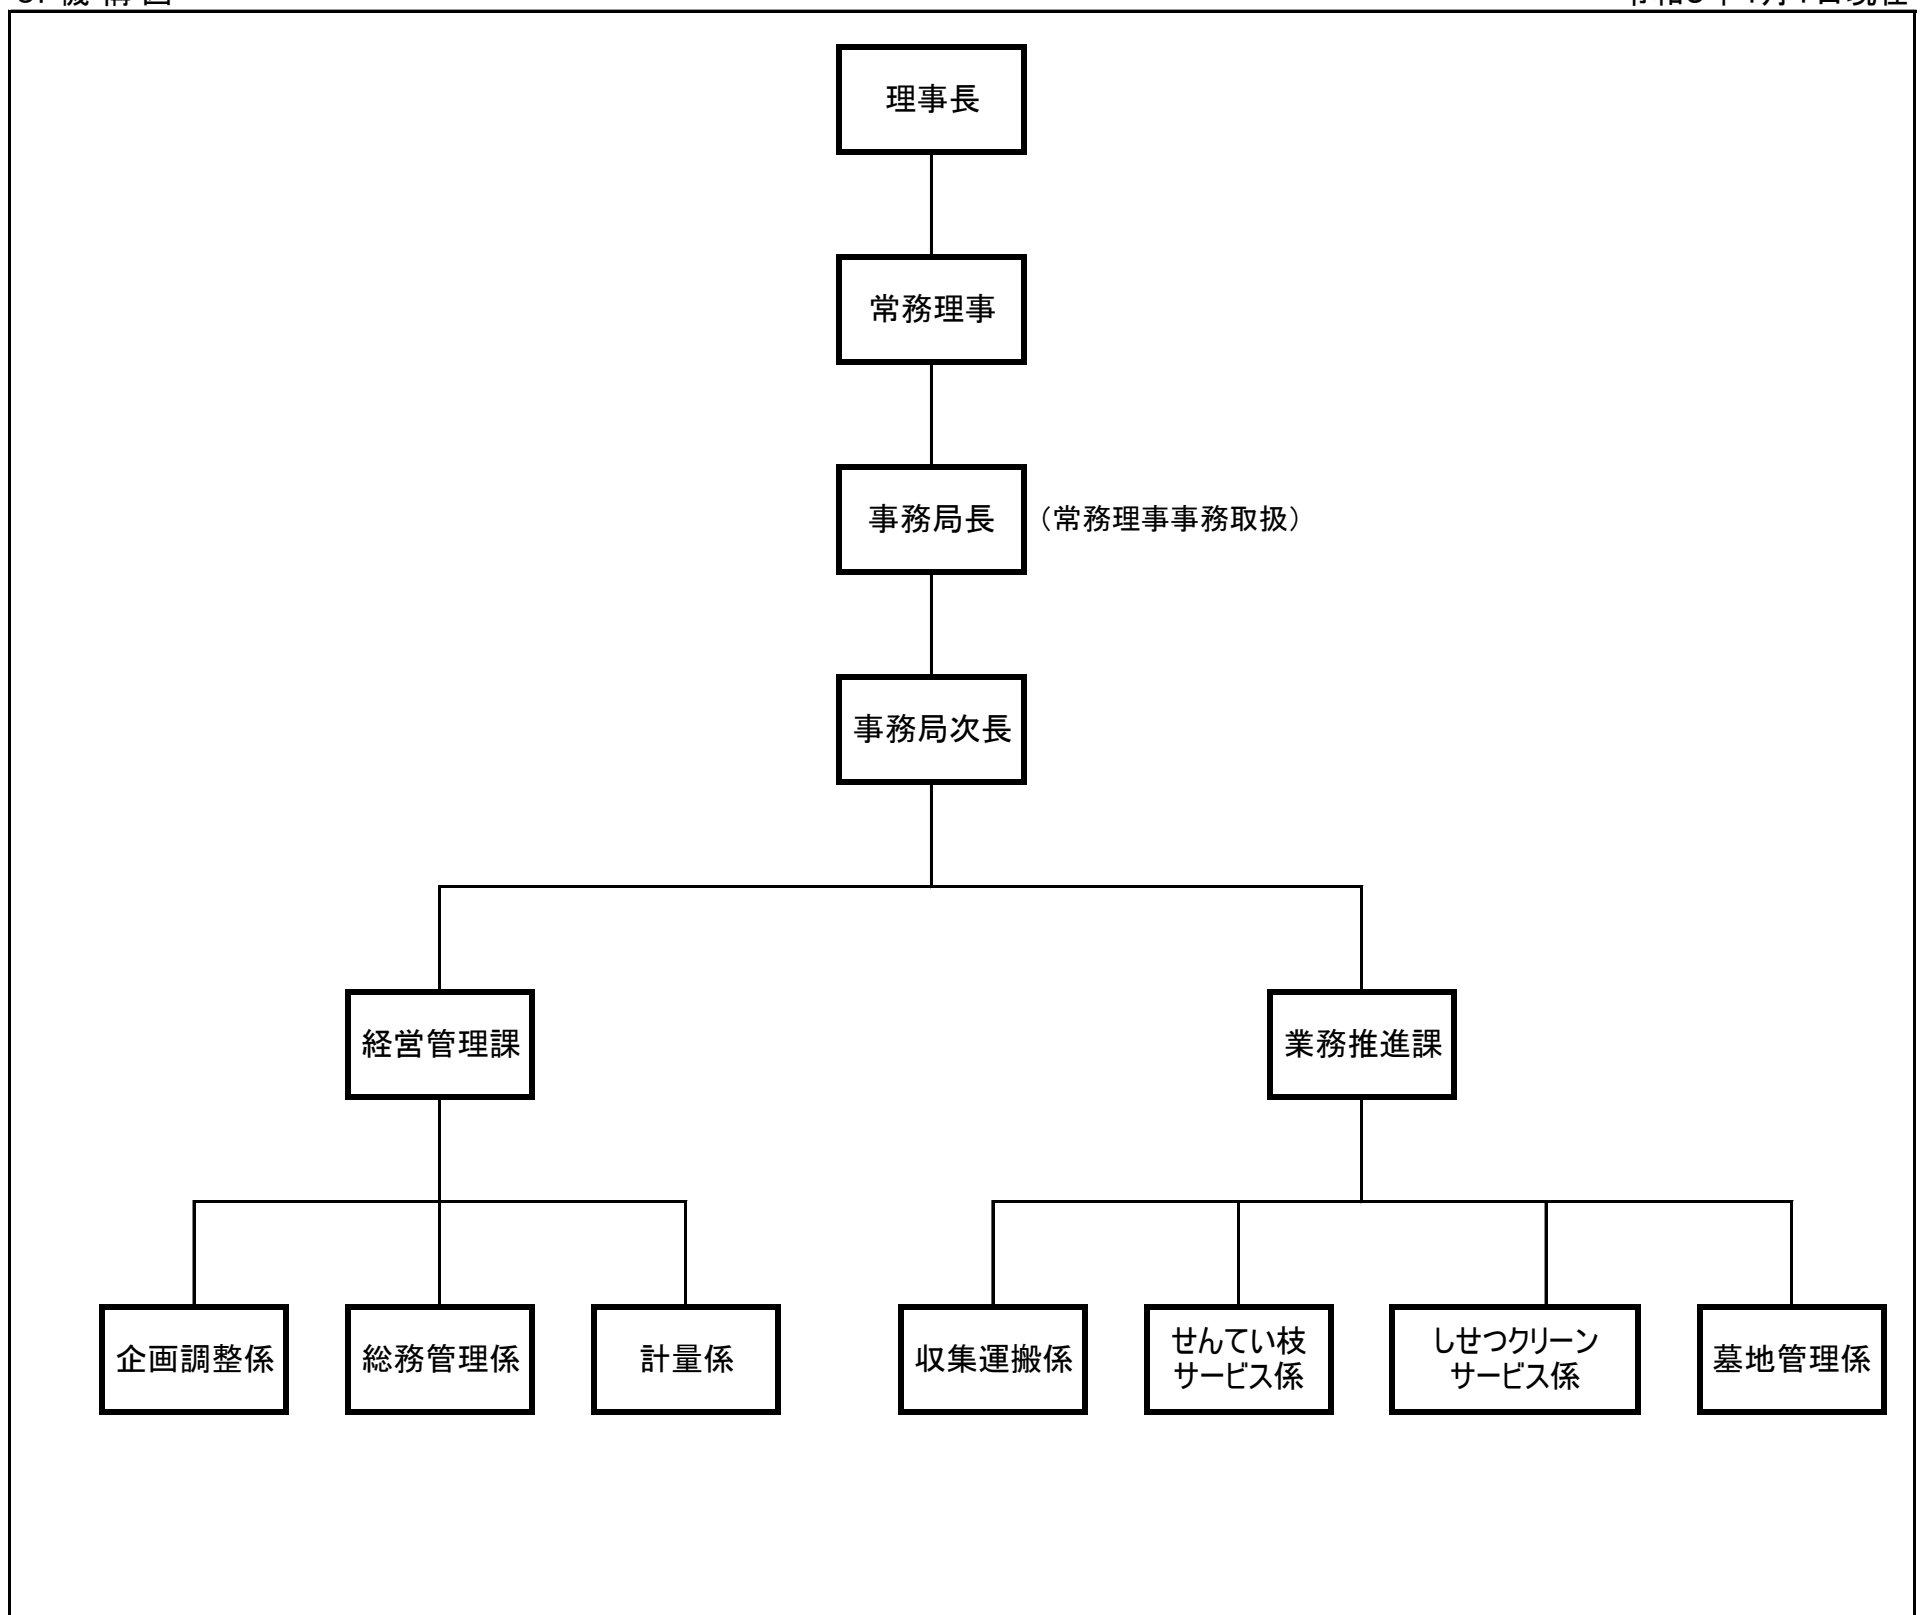 機 構 図
理事長
常務理事
事務局長 （常務理事事務取扱）
事務局次長
経営管理課 業務推進課
企画調整係 総務管理係 計量係 収集運搬係 せんてい枝 しせつクリーン 墓地管理係
サービス係 サービス係